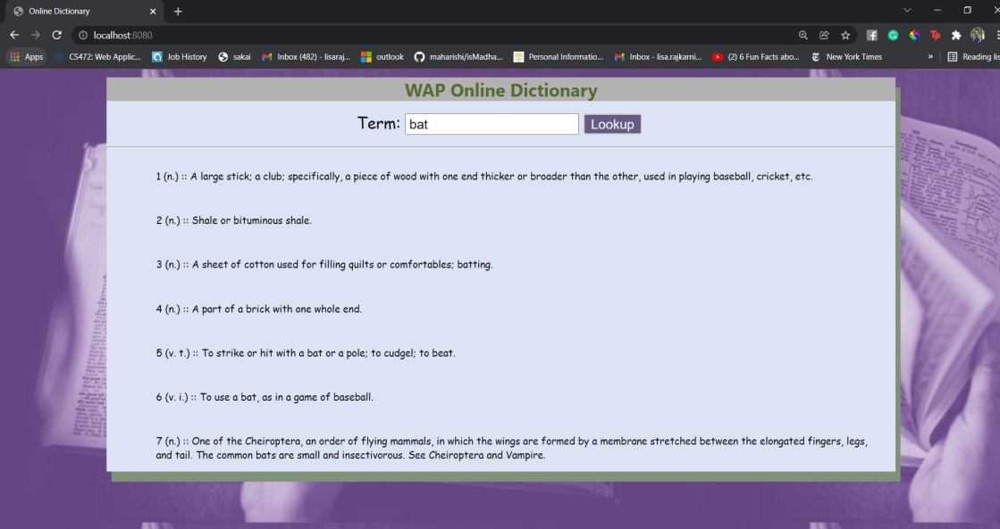 Online Dictionary
localhost:8080
Apps CS472: Web Applic... Job History sakai Inbox (482) - lisaraj... outlook maharishi/isMadha... Personal Informatio... Inbox - lisa.rajkarni... (2) 6 Fun Facts abo... New York Times » Reading lis
WAP Online Dictionary
Term: bat Lookup
1 (n.) :: A large stick; a club; specifically, a piece of wood with one end thicker or broader than the other, used in playing baseball, cricket, etc.
2 (n.) :: Shale or bituminous shale.
3 (n.) :: A sheet of cotton used for filling quilts or comfortables; batting.
4 (n.) :: A part of a brick with one whole end.
5 (v. t.) :: To strike or hit with a bat or a pole; to cudgel; to beat.
6 (v. i.) :: To use a bat, as in a game of baseball.
7 (n.) :: One of the Cheiroptera, an order of flying mammals, in which the wings are formed by a membrane stretched between the elongated fingers, legs,
and tail. The common bats are small and insectivorous. See Cheiroptera and Vampire.